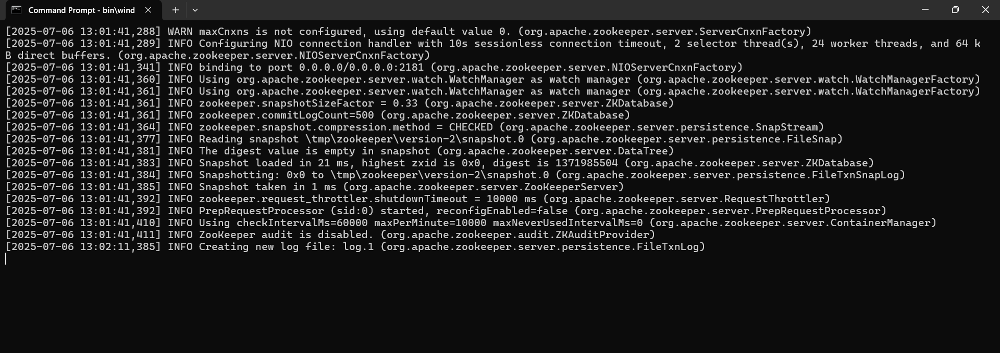 Command Prompt - bin\wind
[2025-07-06 13:01:41,288] WARN maxCnxns is not configured, using default value 0. (org.apache.zookeeper.server.ServerCnxnFactory)
[2025-07-06 13:01:41,289] INFO Configuring NIO connection handler with 10s sessionless connection timeout, 2 selector thread(s), 24 worker threads, and 64 k
B direct buffers. (org.apache.zookeeper.server.NIOServerCnxnFactory)
[2025-07-06 13:01:41,341] INFO binding to port 0.0.0.0/0.0.0.0:2181 (org.apache.zookeeper.server.NIOServerCnxnFactory)
[2025-07-06 13:01:41,360] INFO Using org.apache.zookeeper.server.watch.WatchManager as watch manager (org.apache.zookeeper.server.watch.WatchManagerFactory)
[2025-07-06 13:01:41,361] INFO Using org.apache.zookeeper.server.watch.WatchManager as watch manager (org.apache.zookeeper.server.watch.WatchManagerFactory)
[2025-07-06 13:01:41,361] INFO zookeeper.snapshotSizeFactor = 0.33 (org.apache.zookeeper.server.ZKDatabase)
[2025-07-06 13:01:41,361] INFO zookeeper.commitLogCount=500 (org.apache.zookeeper.server.ZKDatabase)
[2025-07-06 13:01:41,364] INFO zookeeper.snapshot.compression.method = CHECKED (org.apache.zookeeper.server.persistence.SnapStream)
[2025-07-06 13:01:41,377] INFO Reading snapshot \tmp\zookeeper\version-2\snapshot.0 (org.apache.zookeeper.server.persistence.FileSnap)
[2025-07-06 13:01:41,381] INFO The digest value is empty in snapshot (org.apache.zookeeper.server.DataTree)
[2025-07-06 13:01:41,383] INFO Snapshot loaded in 21 ms, highest zxid is 0x0, digest is 1371985504 (org.apache.zookeeper.server.ZKDatabase)
[2025-07-06 13:01:41,384] INFO Snapshotting: 0x0 to \tmp\zookeeper\version-2\snapshot.0 (org.apache.zookeeper.server.persistence.FileTxnSnapLog)
[2025-07-06 13:01:41,385] INFO Snapshot taken in 1 ms (org.apache.zookeeper.server.ZooKeeperServer)
[2025-07-06 13:01:41,392] INFO zookeeper.request_throttler.shutdownTimeout = 10000 ms (org.apache.zookeeper.server.RequestThrottler)
[2025-07-06 13:01:41,392] INFO PrepRequestProcessor (sid:0) started, reconfigEnabled=false (org.apache.zookeeper.server.PrepRequestProcessor)
[2025-07-06 13:01:41,410] INFO Using checkIntervalMs=60000 maxPerMinute=10000 maxNeverUsedIntervalMs=0 (org.apache.zookeeper.server.ContainerManager)
[2025-07-06 13:01:41,411] INFO ZooKeeper audit is disabled. (org.apache.zookeeper.audit.ZKAuditProvider)
[2025-07-06 13:02:11,385] INFO Creating new log file: log.1 (org.apache.zookeeper.server.persistence.FileTxnLog)